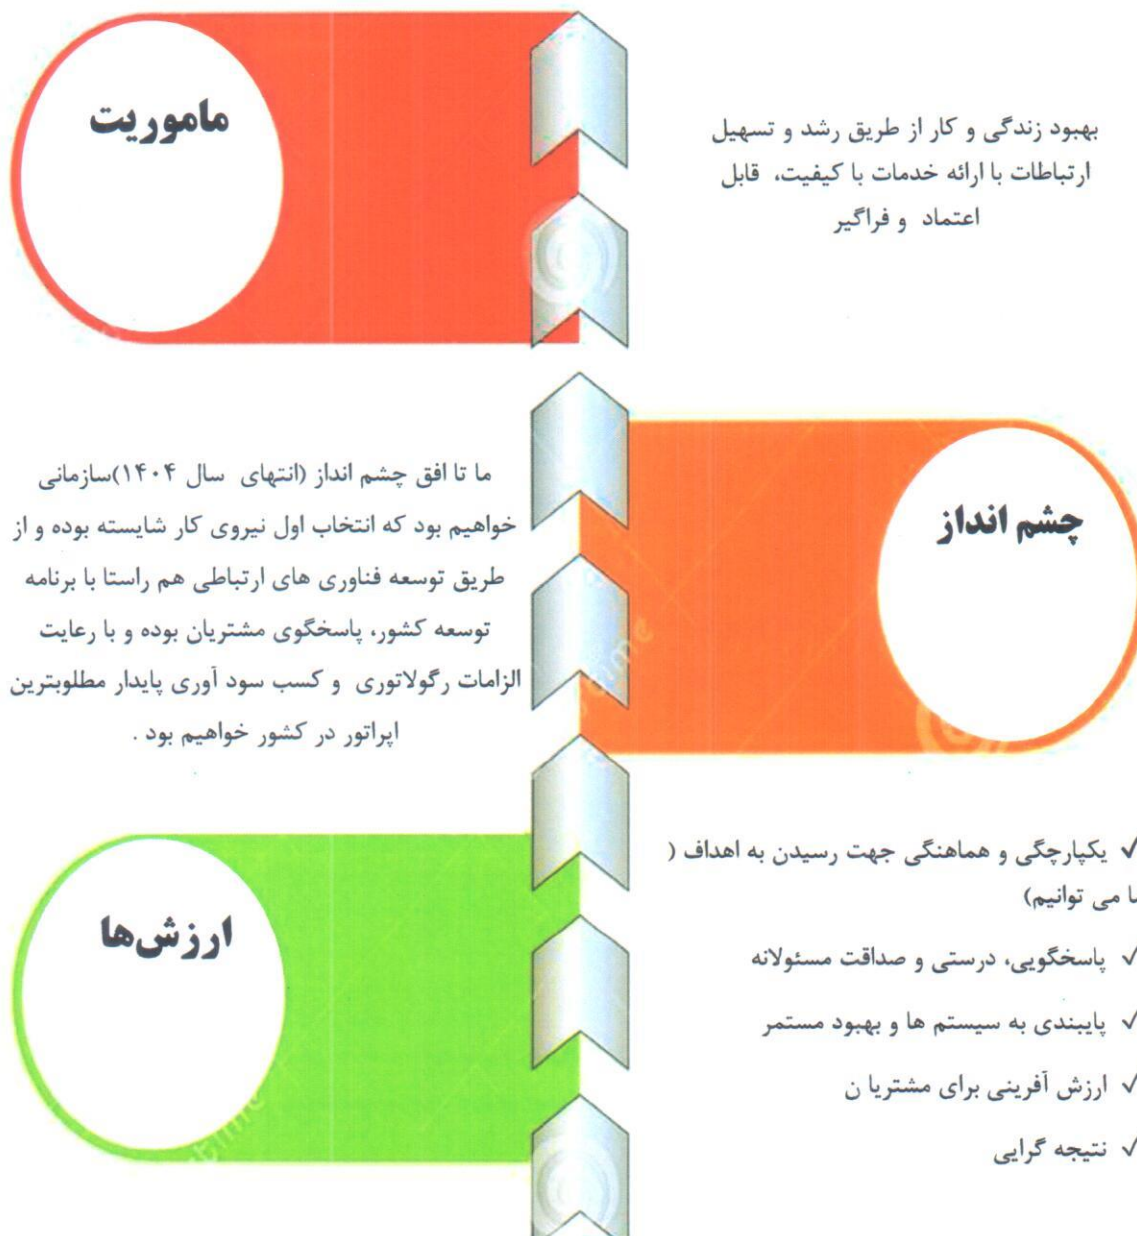 ماموریت
بهبود زندگی و کار از طریق رشد و تسهیل
ارتباطات با ارائه خدمات با کیفیت، قابل
اعتماد و فراگیر
چشم انداز
ما تا افق چشم انداز (انتهای سال ۱۴۰۴)سازمانی
خواهیم بود که انتخاب اول نیروی کار شایسته بوده و از
طریق توسعه فناوری های ارتباطی هم راستا با برنامه
توسعه کشور، پاسخگوی مشتریان بوده و با رعایت
الزامات رگولاتوری و کسب سود آوری پایدار مطلوبترین
اپراتور در کشور خواهیم بود .
ارزش‌ها
✓ یکپارچگی و هماهنگی جهت رسیدن به اهداف (
ما می توانیم)
✓ پاسخگویی، درستی و صداقت مسئولانه
✓ پایبندی به سیستم ها و بهبود مستمر
✓ ارزش آفرینی برای مشتریا ن
✓ نتیجه گرایی